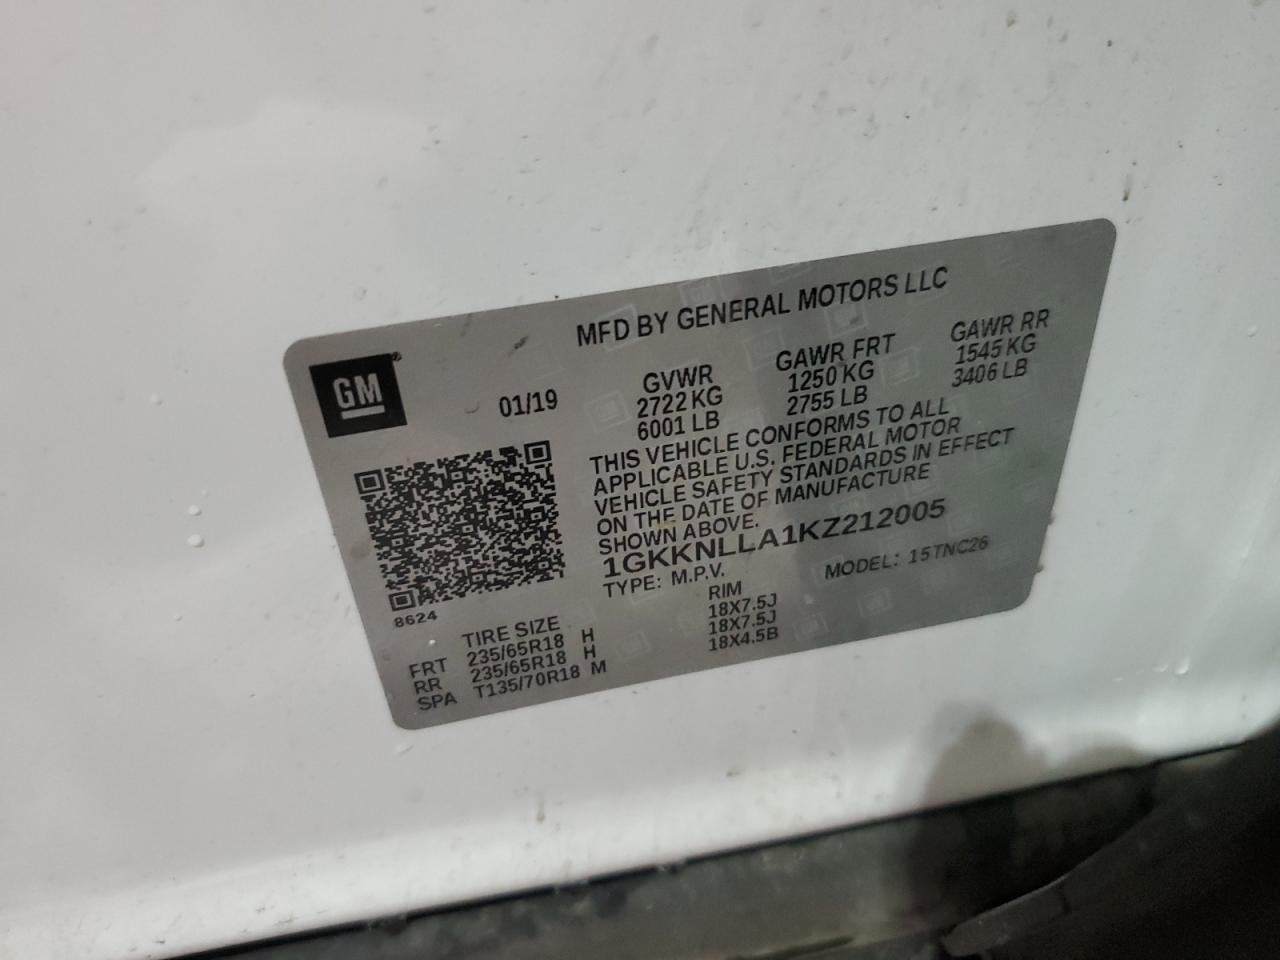 MFD BY GENERAL MOTORS LLC
GM®
01/19
GVWR
2722 KG
6001 LB
GAWR FRT
1250 KG
2755 LB
GAWR RR
1545 KG
3406 LB
THIS VEHICLE CONFORMS TO ALL
APPLICABLE U.S. FEDERAL MOTOR
VEHICLE SAFETY STANDARDS IN EFFECT
ON THE DATE OF MANUFACTURE
SHOWN ABOVE.
1GKKNLLA1KZ212005
TYPE: M.P.V.
MODEL: 15TNC26
8624
TIRE SIZE RIM
FRT 235/65R18 H 18X7.5J
RR 235/65R18 H 18X7.5J
SPA T135/70R18 M 18X4.5B